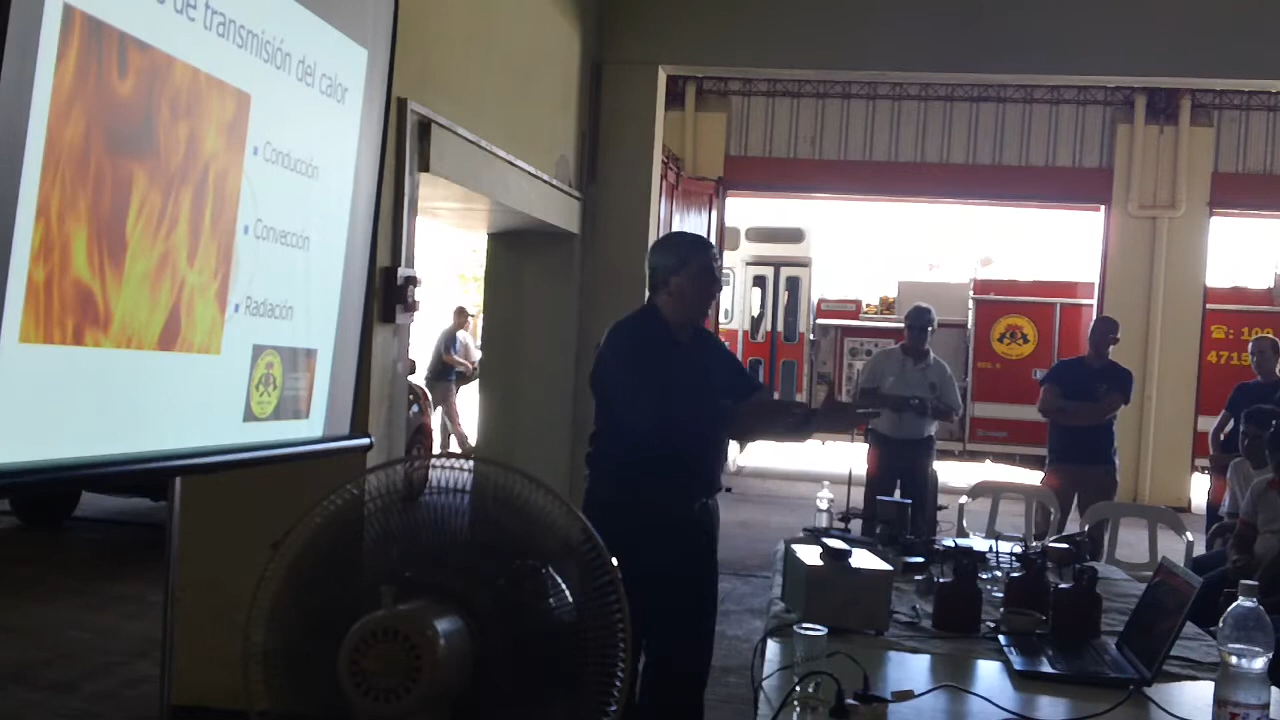 de transmisión del calor
Conducción
Convección
Radiación
☎: 100
4715